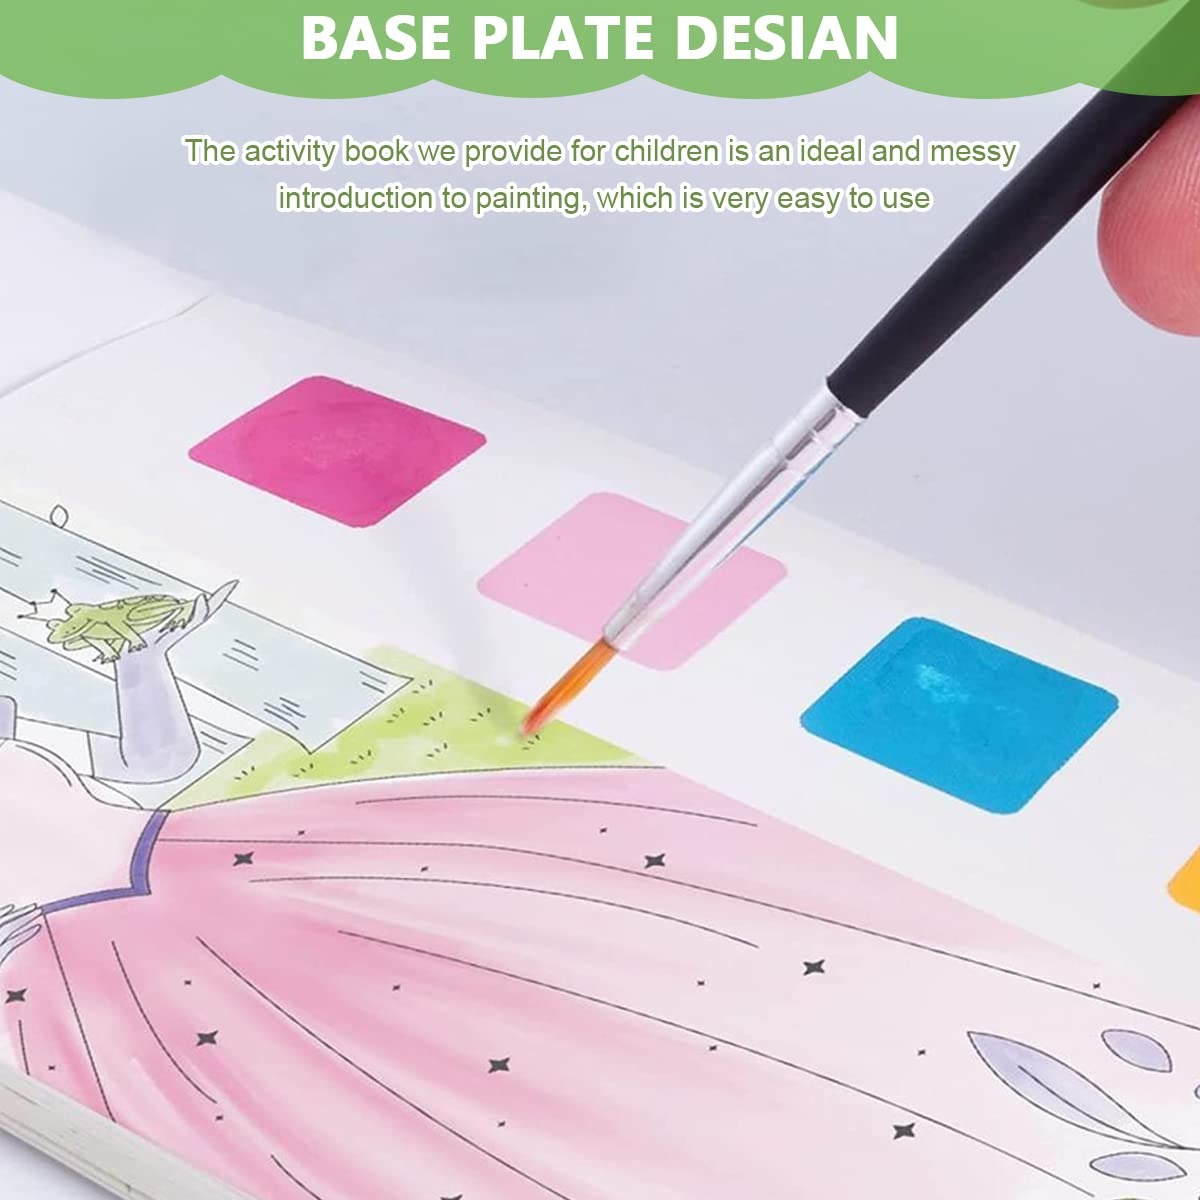 BASE PLATE DESIAN
The activity book we provide for children is an ideal and messy
introduction to painting, which is very easy to use